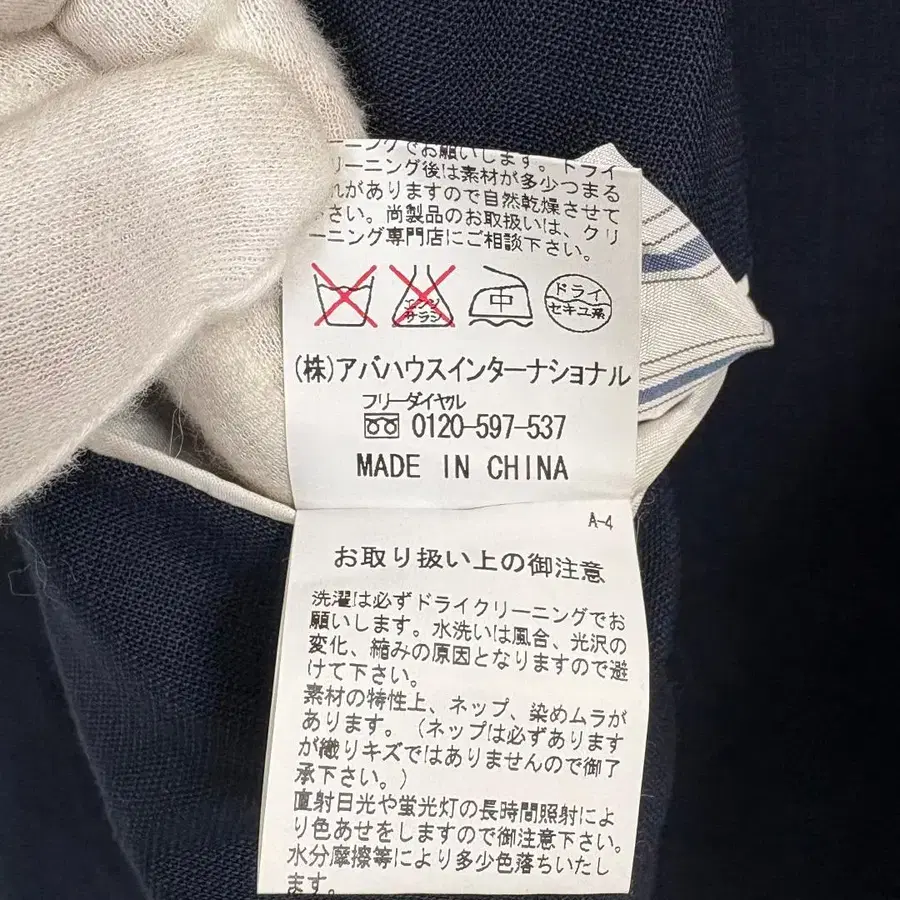 ーニングでお願いします。ドライ
リーニング後は素材が多少つまる
れがありますので自然乾燥させて
下さい。尚製品のお取扱いは、クリ
ーニング専門店にご相談下さい。
エンソ
サラシ
中
ドライ
セキユ系
(株)アバハウスインターナショナル
フリーダイヤル
0120-597-537
MADE IN CHINA
A-4
お取り扱い上の御注意
洗濯は必ずドライクリーニングでお
願いします。水洗いは風合、光沢の
変化、縮みの原因となりますので避
けて下さい。
素材の特性上、ネップ、染めムラが
あります。(ネップは必ずあります
が織りキズではありませんので御了
承下さい。)
直射日光や蛍光灯の長時間照射によ
り色あせをしますので御注意下さい。
水分摩擦等により多少色落ちいたし
ます。